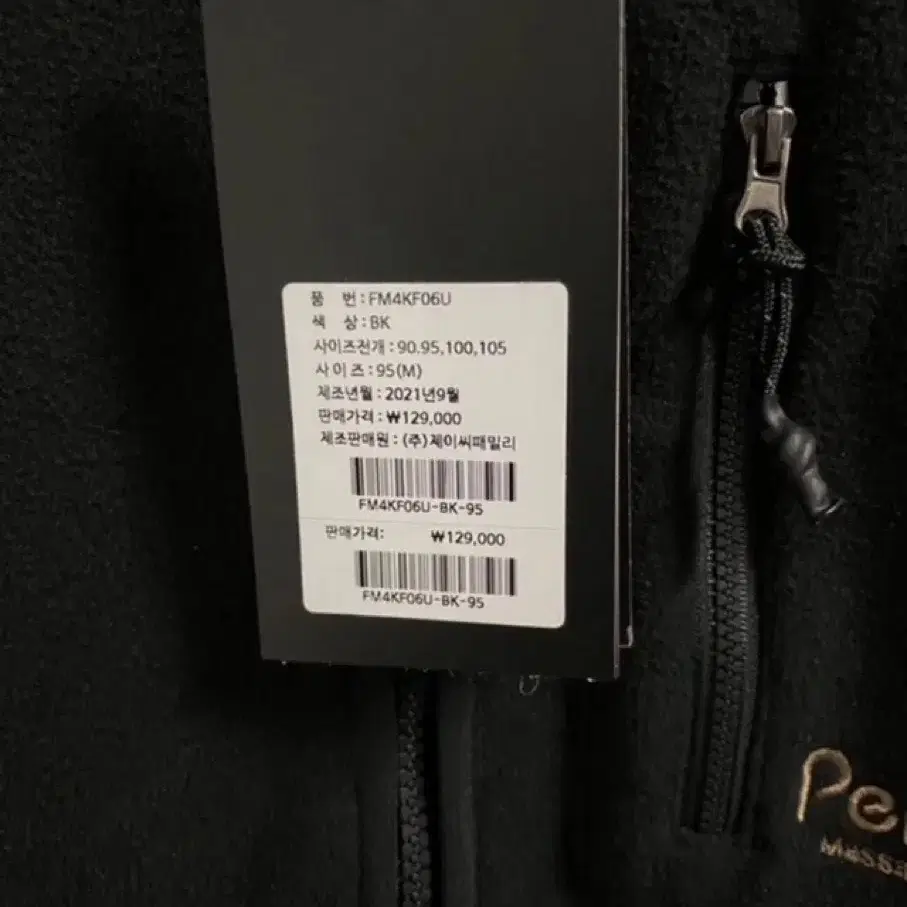 품 번 : FM4KF06U
색 상 : BK
사이즈전개 : 90.95,100,105
사 이 즈 : 95(M)
제조년월 : 2021년9월
판매가격 : ₩129,000
제조판매원 : (주)제이씨패밀리
FM4KF06U-BK-95
판매가격: ₩129,000
FM4KF06U-BK-95
Pe
Massa